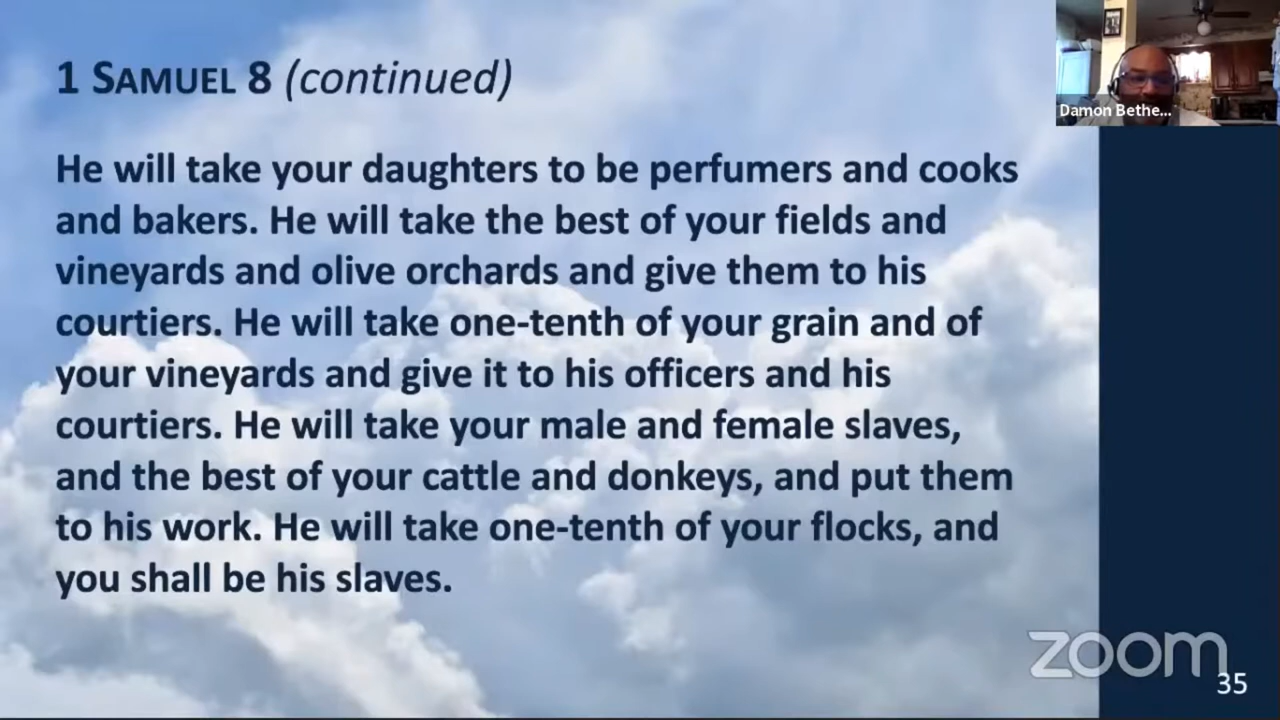 1 SAMUEL 8 (continued)
He will take your daughters to be perfumers and cooks
and bakers. He will take the best of your fields and
vineyards and olive orchards and give them to his
courtiers. He will take one-tenth of your grain and of
your vineyards and give it to his officers and his
courtiers. He will take your male and female slaves,
and the best of your cattle and donkeys, and put them
to his work. He will take one-tenth of your flocks, and
you shall be his slaves.
Damon Bethe...
zoom
35